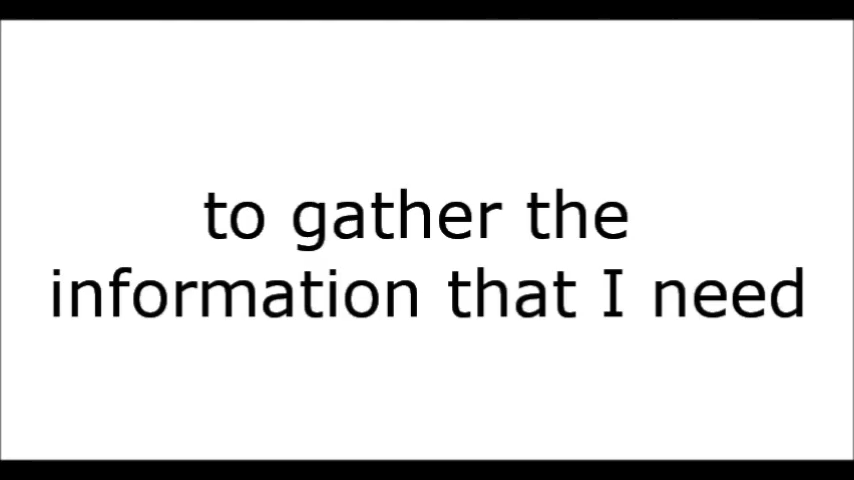 to gather the
information that I need